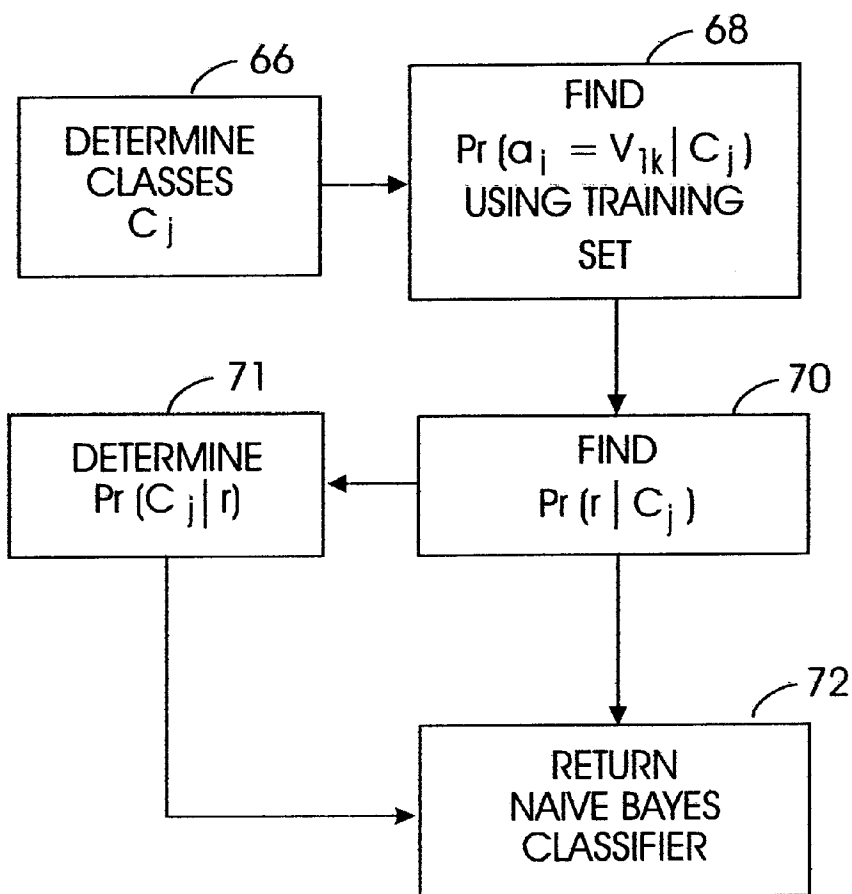 66
DETERMINE
CLASSES
C j
68
FIND
Pr (a i = V 1k | C j )
USING TRAINING
SET
71
DETERMINE
Pr (C j | r)
70
FIND
Pr (r | C j )
72
RETURN
NAIVE BAYES
CLASSIFIER